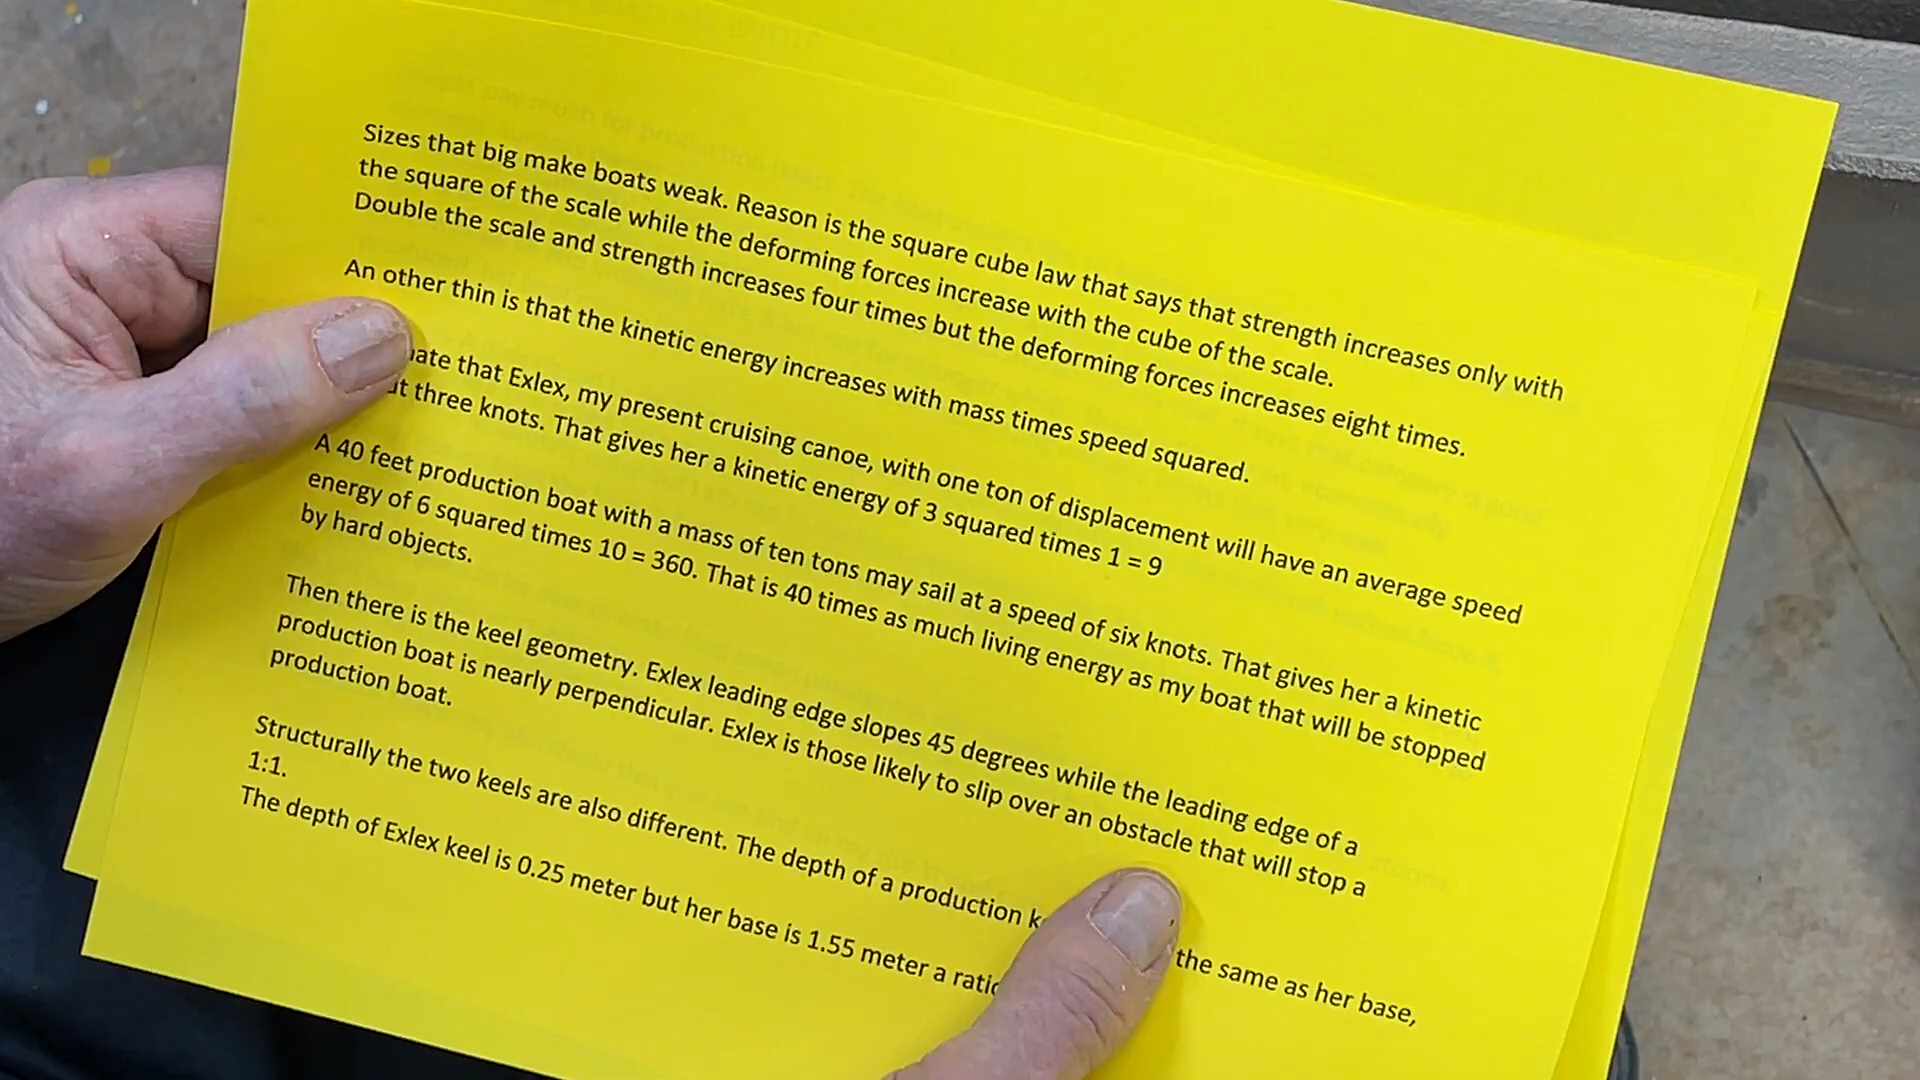 Sizes that big make boats weak. Reason is the square cube law that says that strength increases only with
the square of the scale while the deforming forces increase with the cube of the scale.
Double the scale and strength increases four times but the deforming forces increases eight times.
An other thin is that the kinetic energy increases with mass times speed squared.
that Exlex, my present cruising canoe, with one ton of displacement will have an average speed
three knots. That gives her a kinetic energy of 3 squared times 1 = 9
A 40 feet production boat with a mass of ten tons may sail at a speed of six knots. That gives her a kinetic
energy of 6 squared times 10 = 360. That is 40 times as much living energy as my boat that will be stopped
by hard objects.
Then there is the keel geometry. Exlex leading edge slopes 45 degrees while the leading edge of a
production boat is nearly perpendicular. Exlex is those likely to slip over an obstacle that will stop a
production boat.
Structurally the two keels are also different. The depth of a production the same as her base,
1:1.
The depth of Exlex keel is 0.25 meter but her base is 1.55 meter a